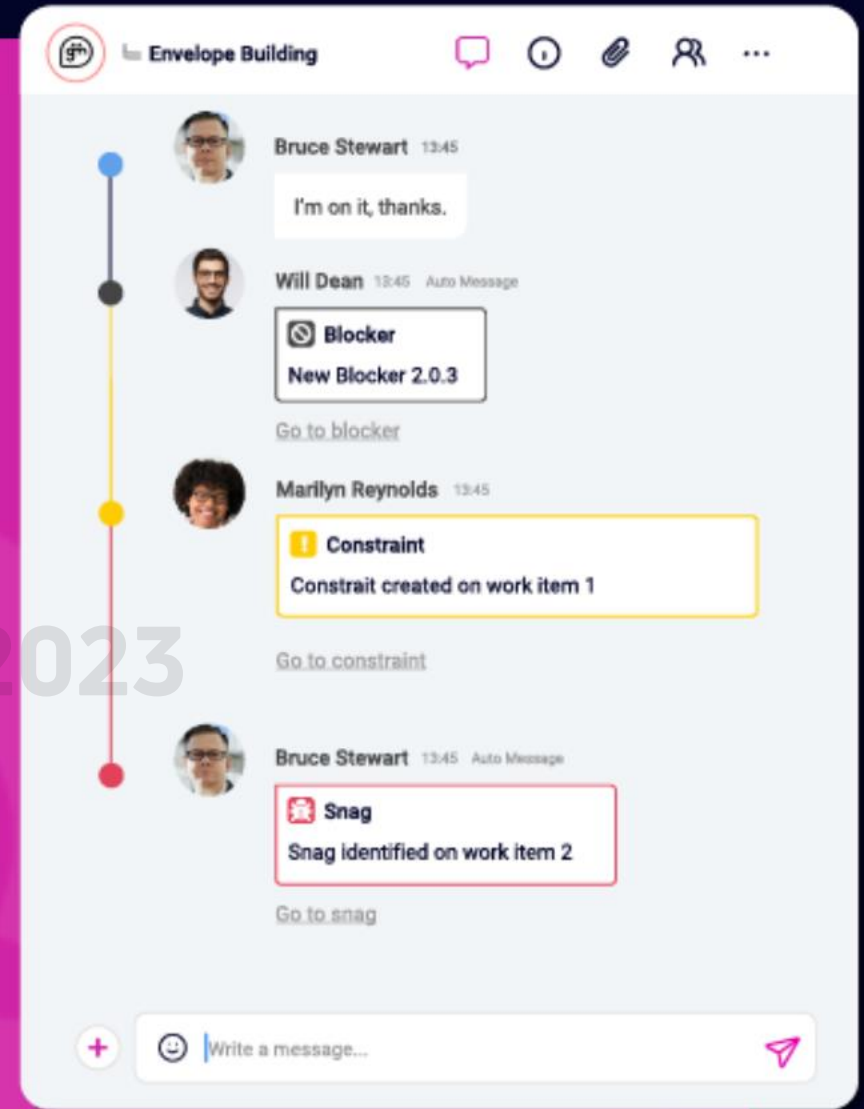 Envelope Building
Bruce Stewart 13:45
I'm on it, thanks.
Will Dean 13:45 Auto Message
Blocker
New Blocker 2.0.3
Go to blocker
Marilyn Reynolds 13:45
Constraint
Constrait created on work item 1
2023
Go to constraint
Bruce Stewart 13:45 Auto Message
Snag
Snag identified on work item 2
Go to snag
Write a message...